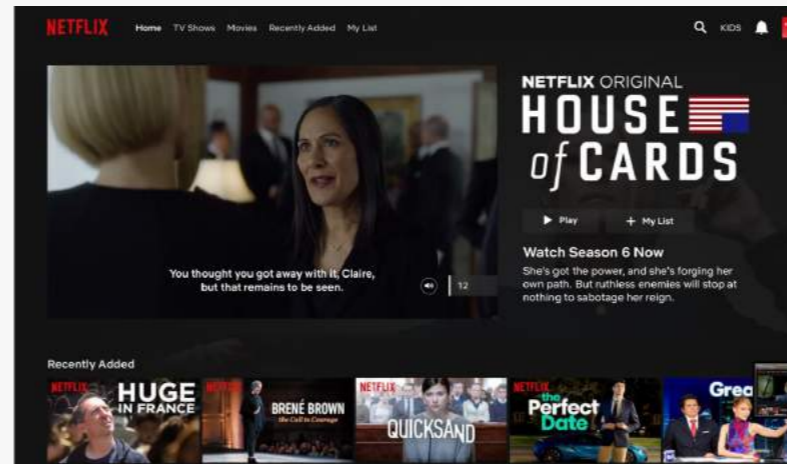 NETFLIX Home TV Shows Movies Recently Added My List KIDS
NETFLIX ORIGINAL
HOUSE
of CARDS
Play + My List
You thought you got away with it, Claire,
but that remains to be seen.
12
Watch Season 6 Now
She's got the power, and she's forging her
own path. But ruthless enemies will stop at
nothing to sabotage her reign.
Recently Added
NETFLIX
HUGE
IN FRANCE
NETFLIX
BRENÉ BROWN
the Call to Courage
NETFLIX
QUICKSAND
NETFLIX
the
Perfect
Date
Grea